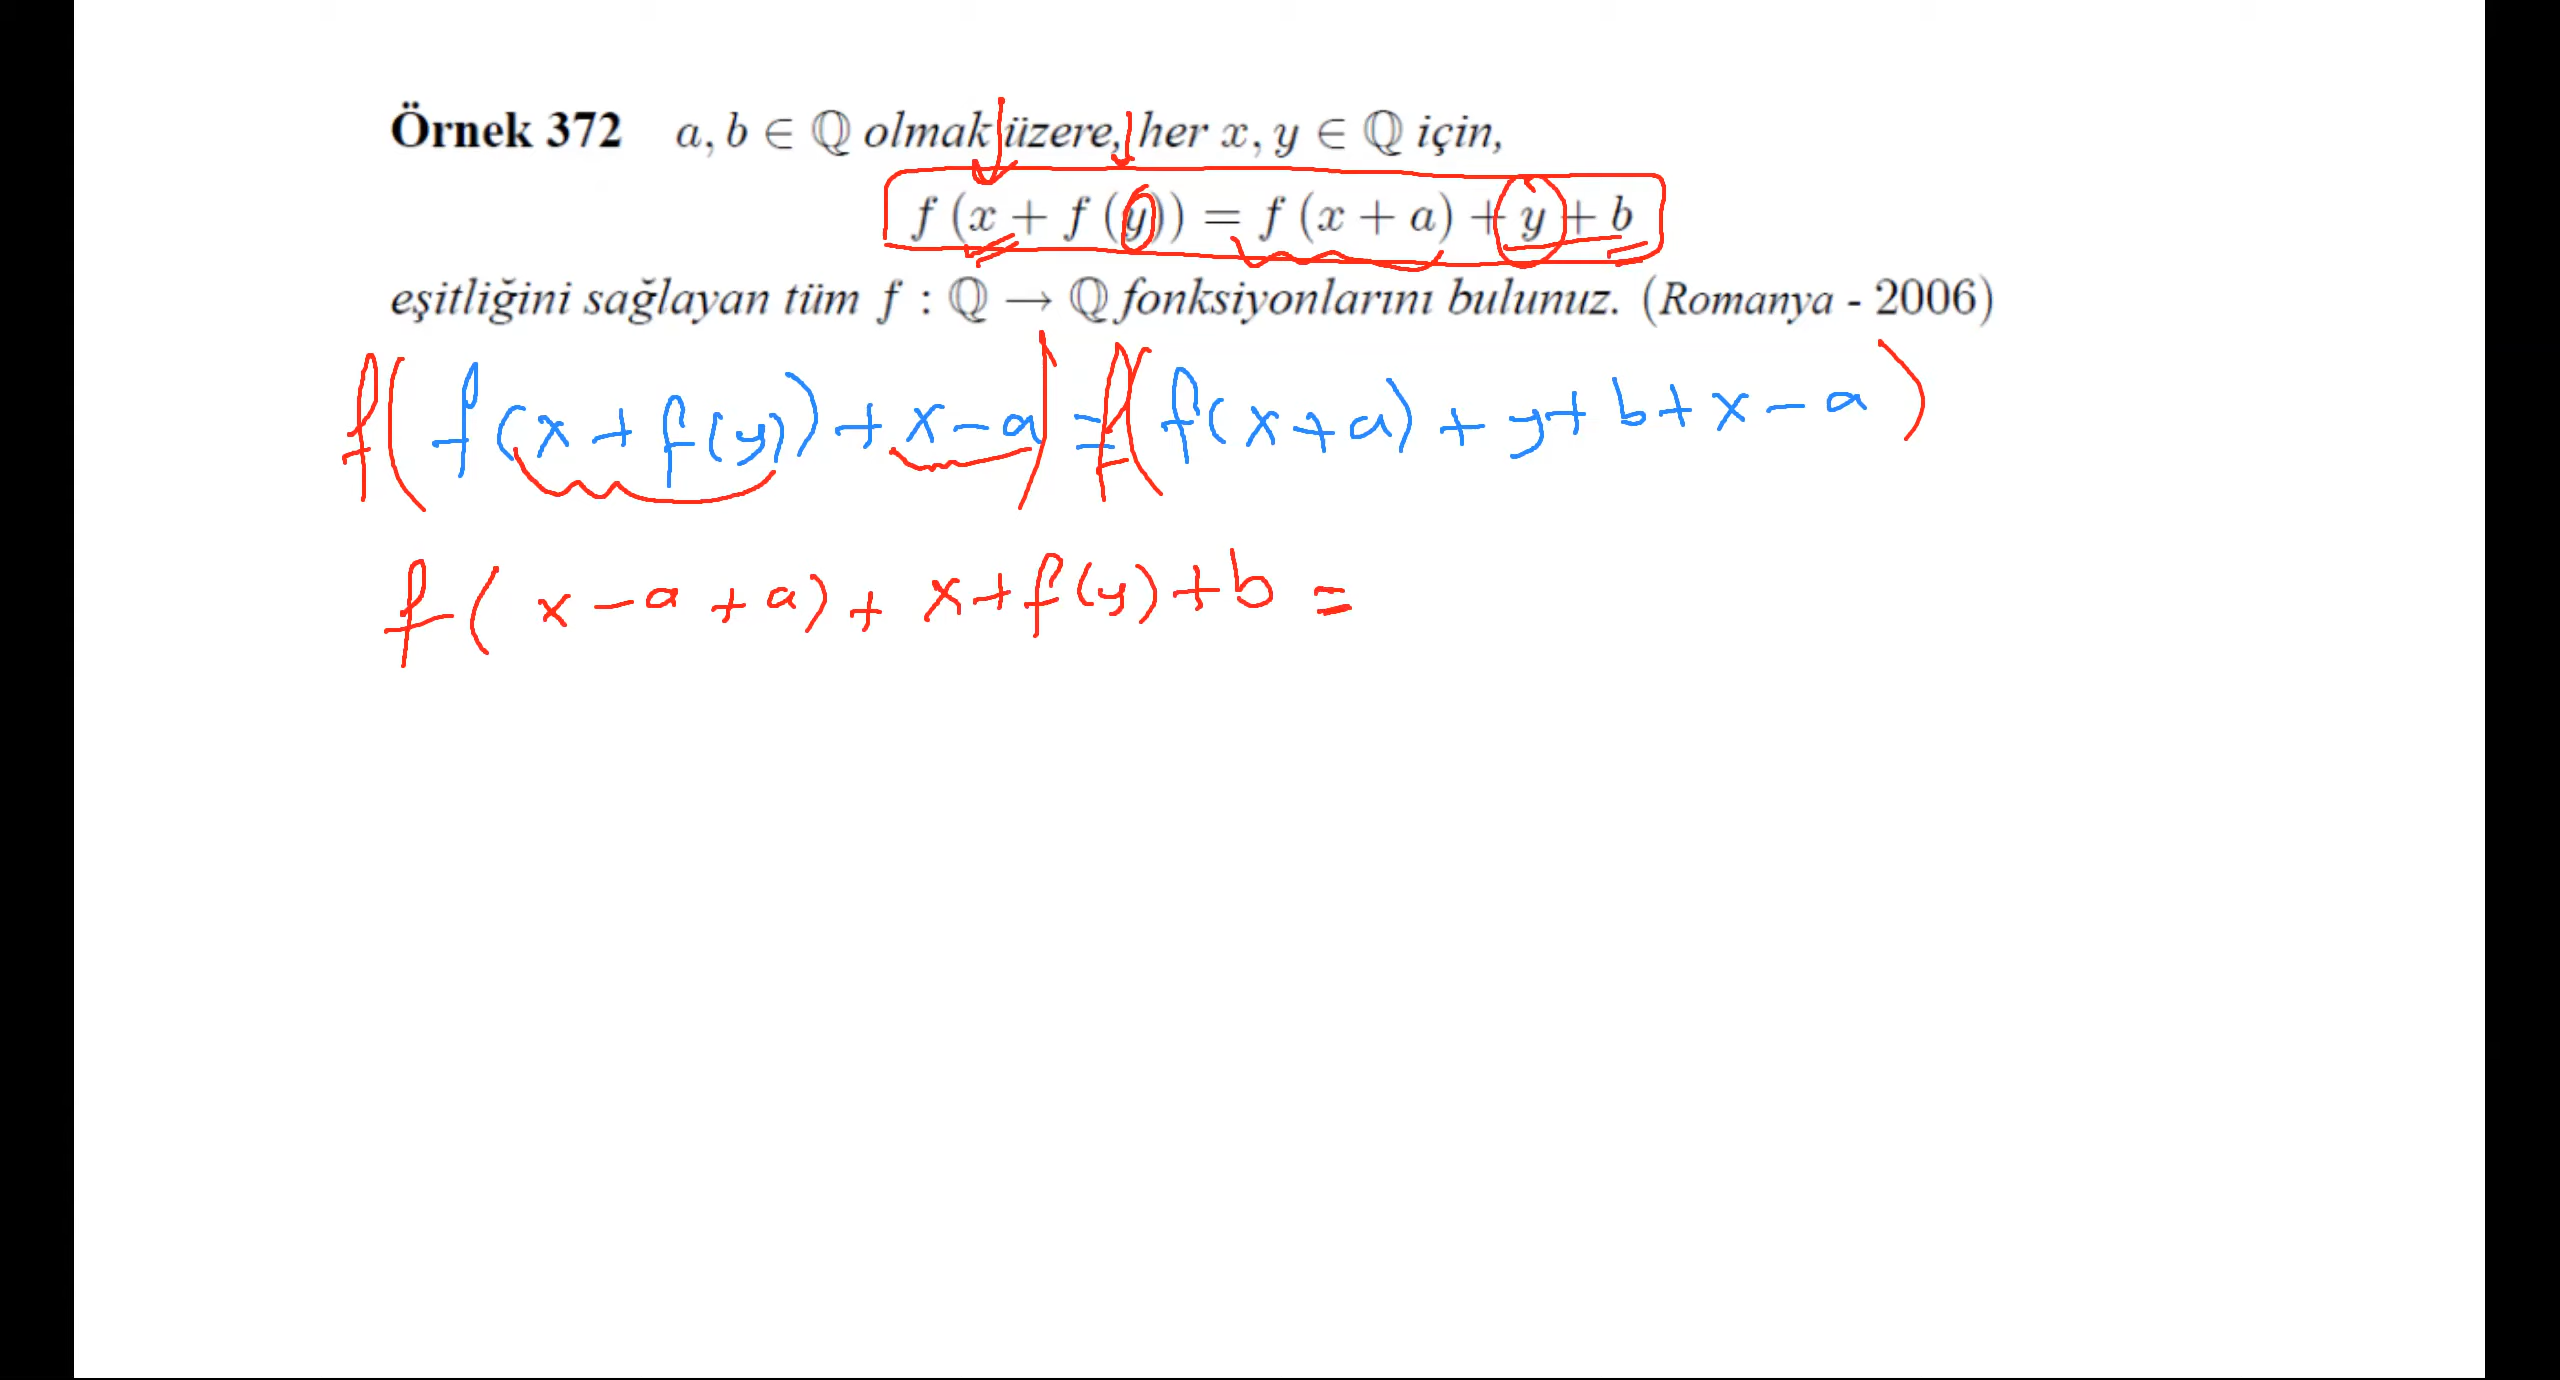 Örnek 372 a, b ∈ ℚ olmak üzere, her x, y ∈ ℚ için,
f (x + f (y)) = f (x + a) + y + b
eşitliğini sağlayan tüm f : ℚ → ℚ fonksiyonlarını bulunuz. (Romanya - 2006)
f( f(x + f(y)) + x - a ) = f( f(x + a) + y + b + x - a )
f( x - a + a) + x + f(y) + b =